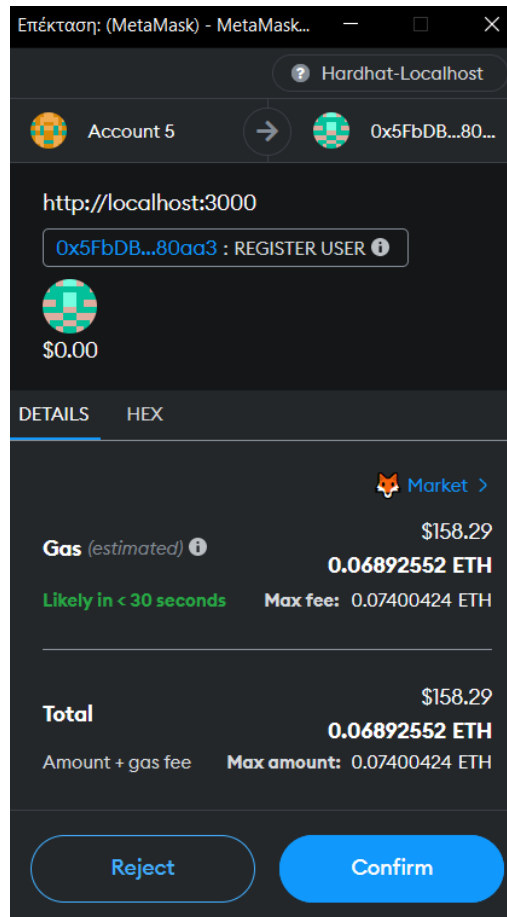 Επέκταση: (MetaMask) - MetaMask...
Hardhat-Localhost
Account 5
0x5FbDB...80...
http://localhost:3000
0x5FbDB...80aa3 : REGISTER USER
$0.00
DETAILS HEX
Market >
$158.29
Gas (estimated)
0.06892552 ETH
Likely in < 30 seconds Max fee: 0.07400424 ETH
$158.29
Total
0.06892552 ETH
Amount + gas fee Max amount: 0.07400424 ETH
Reject Confirm